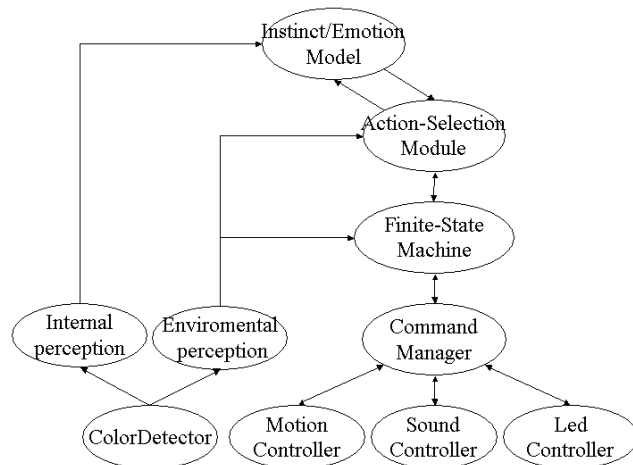 Instinct/Emotion
Model
Action-Selection
Module
Finite-State
Machine
Internal
perception
Enviromental
perception
Command
Manager
ColorDetector
Motion
Controller
Sound
Controller
Led
Controller